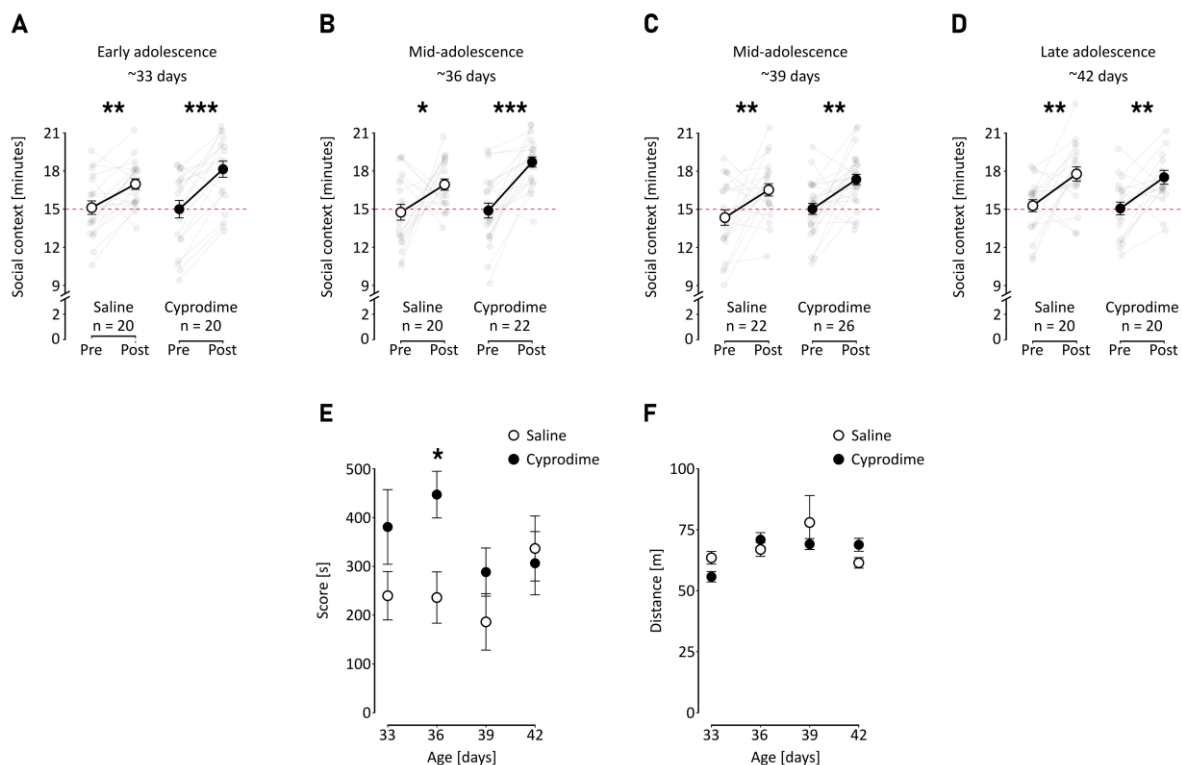 A
Early adolescence
~33 days
** ***
Social context [minutes]
21
18
15
12
9
2
0
Saline Cyprodime
n = 20 n = 20
Pre Post Pre Post
B
Mid-adolescence
~36 days
* ***
Social context [minutes]
21
18
15
12
9
2
0
Saline Cyprodime
n = 20 n = 22
Pre Post Pre Post
C
Mid-adolescence
~39 days
** **
Social context [minutes]
21
18
15
12
9
2
0
Saline Cyprodime
n = 22 n = 26
Pre Post Pre Post
D
Late adolescence
~42 days
** **
Social context [minutes]
21
18
15
12
9
2
0
Saline Cyprodime
n = 20 n = 20
Pre Post Pre Post
E
Saline
Cyprodime
*
Score [s]
500
400
300
200
100
0
33 36 39 42
Age [days]
F
Saline
Cyprodime
Distance [m]
100
75
50
25
0
33 36 39 42
Age [days]